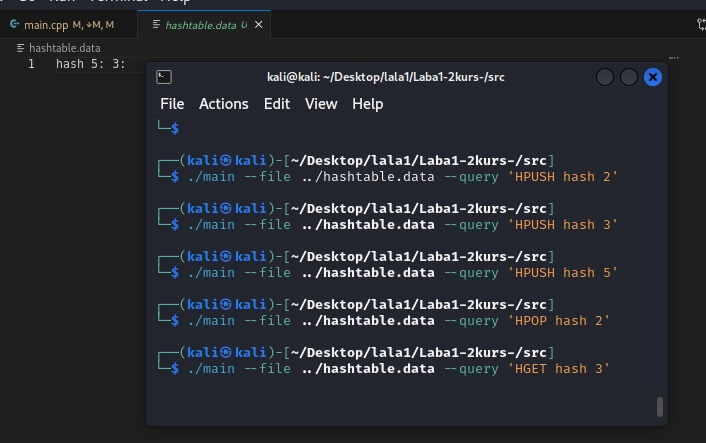 main.cpp M, ↓M, M hashtable.data U ×
hashtable.data
1 hash 5: 3:
kali@kali: ~/Desktop/lala1/Laba1-2kurs-/src
File Actions Edit View Help
└─$
┌──(kali㉿kali)-[~/Desktop/lala1/Laba1-2kurs-/src]
└─$ ./main --file ../hashtable.data --query 'HPUSH hash 2'
┌──(kali㉿kali)-[~/Desktop/lala1/Laba1-2kurs-/src]
└─$ ./main --file ../hashtable.data --query 'HPUSH hash 3'
┌──(kali㉿kali)-[~/Desktop/lala1/Laba1-2kurs-/src]
└─$ ./main --file ../hashtable.data --query 'HPUSH hash 5'
┌──(kali㉿kali)-[~/Desktop/lala1/Laba1-2kurs-/src]
└─$ ./main --file ../hashtable.data --query 'HPOP hash 2'
┌──(kali㉿kali)-[~/Desktop/lala1/Laba1-2kurs-/src]
└─$ ./main --file ../hashtable.data --query 'HGET hash 3'